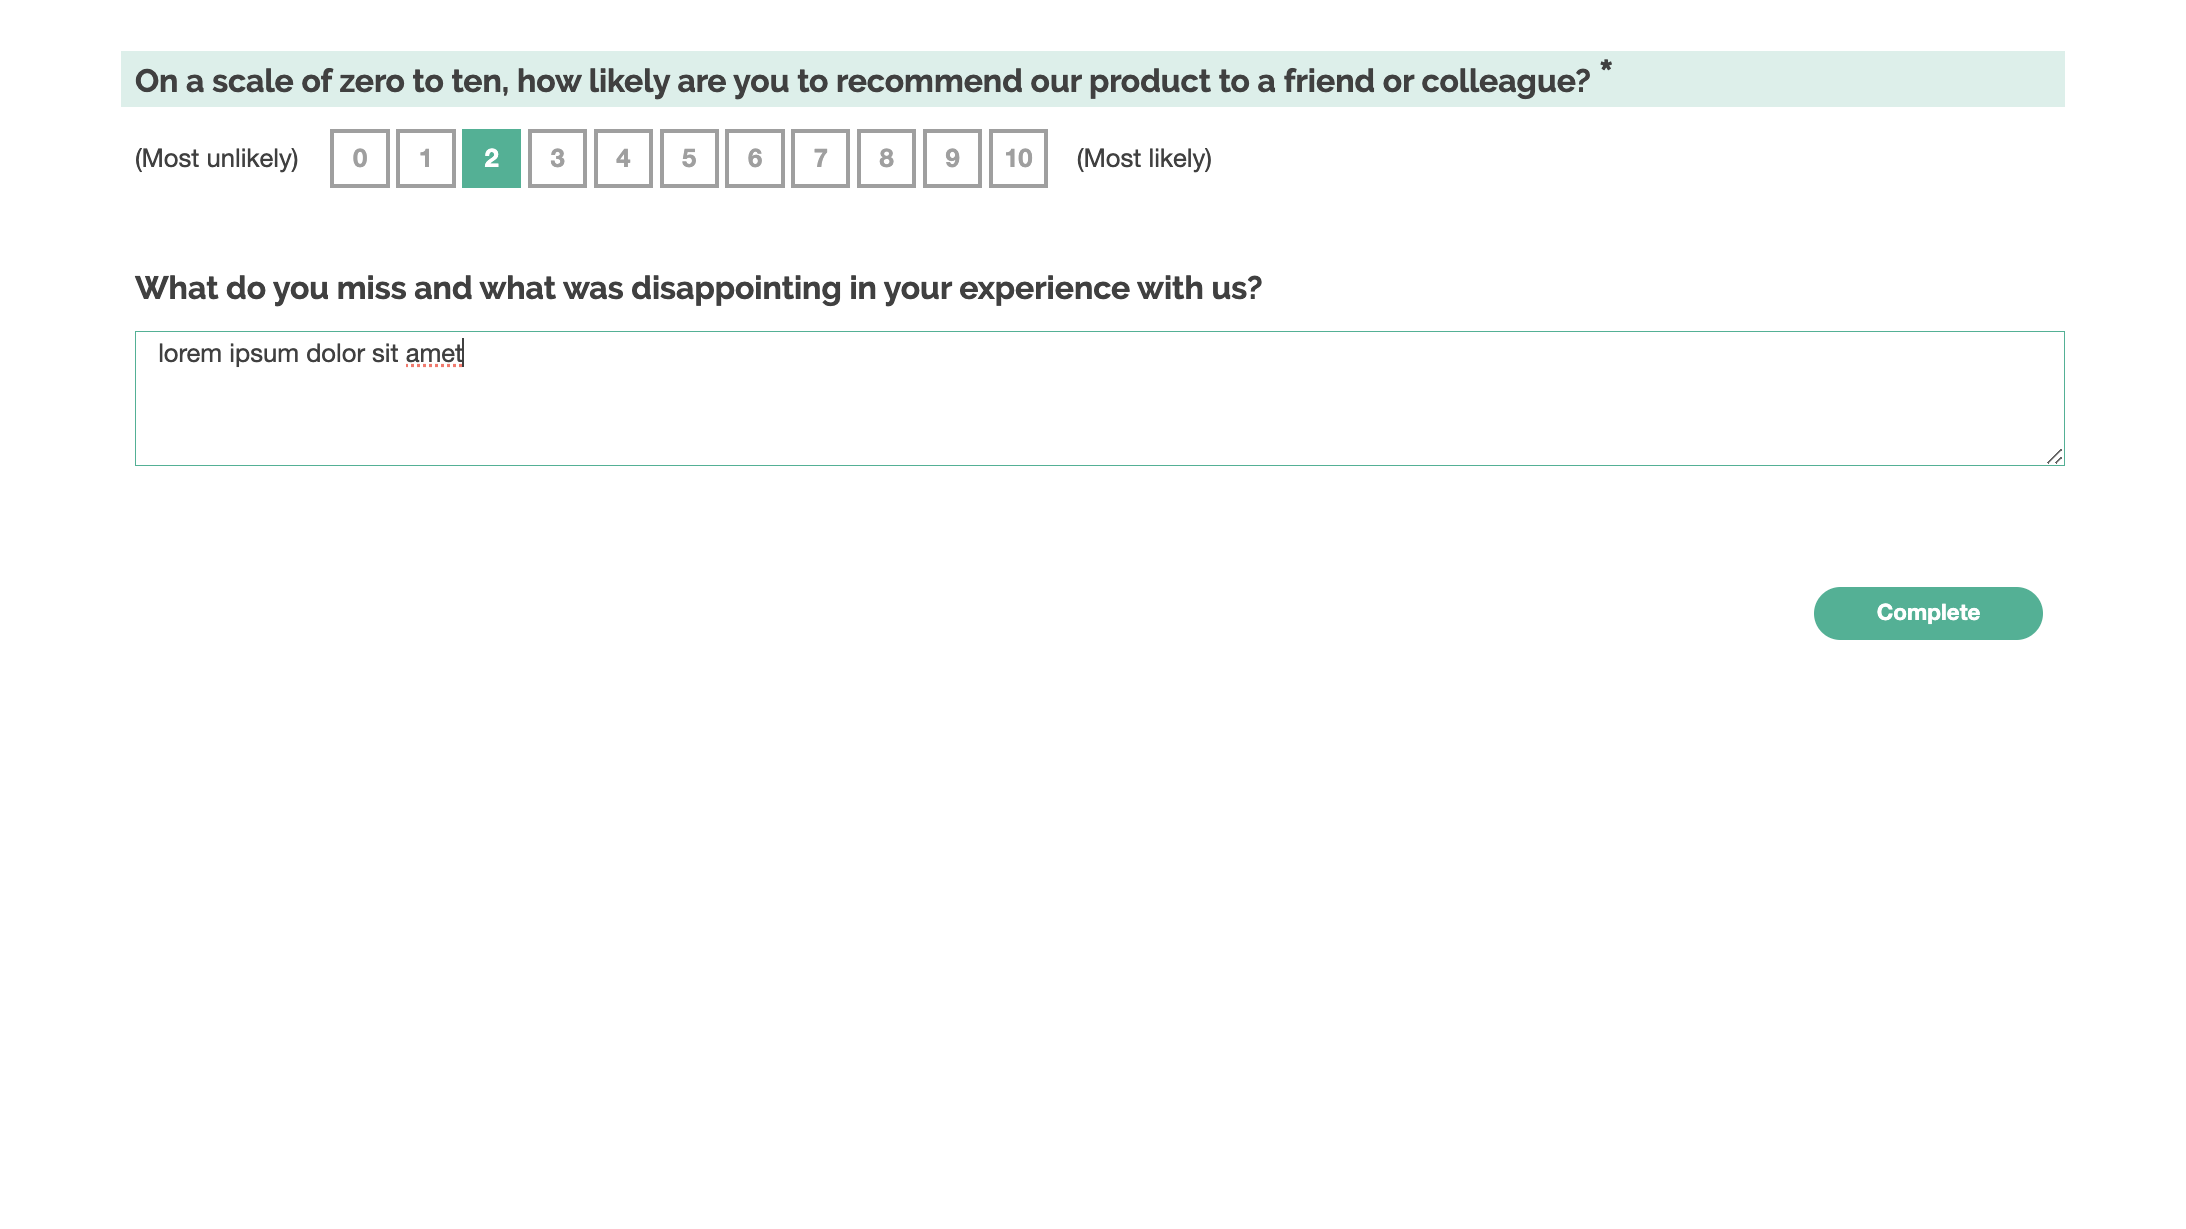 On a scale of zero to ten, how likely are you to recommend our product to a friend or colleague? *
(Most unlikely) 0 1 2 3 4 5 6 7 8 9 10 (Most likely)
What do you miss and what was disappointing in your experience with us?
lorem ipsum dolor sit amet
Complete